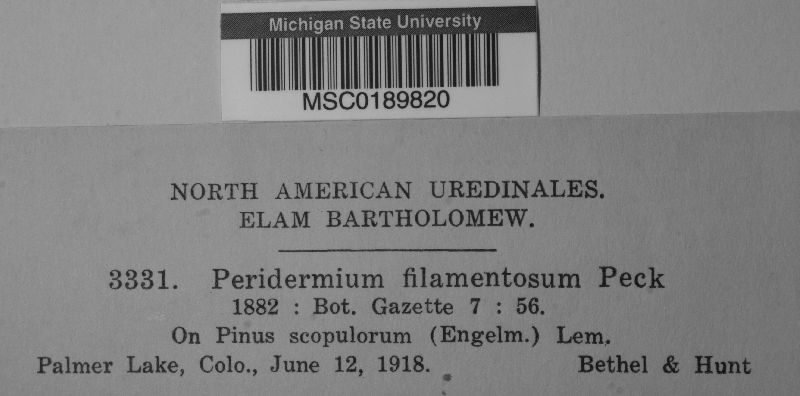 Michigan State University
MSC0189820
NORTH AMERICAN UREDINALES.
ELAM BARTHOLOMEW.
3331. Peridermium filamentosum Peck
1882 : Bot. Gazette 7 : 56.
On Pinus scopulorum (Engelm.) Lem.
Palmer Lake, Colo., June 12, 1918. Bethel & Hunt